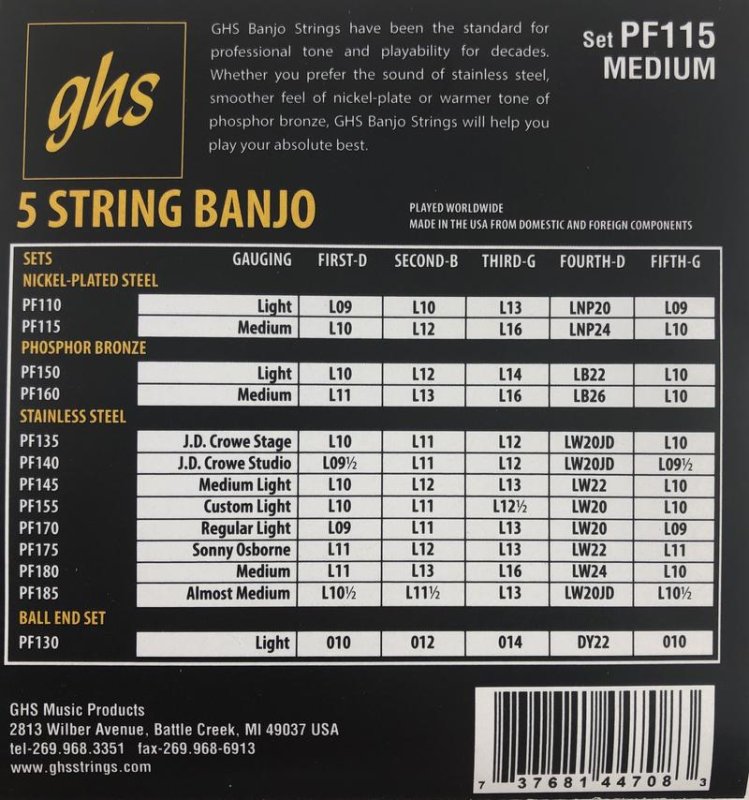 ghs
GHS Banjo Strings have been the standard for
professional tone and playability for decades.
Whether you prefer the sound of stainless steel,
smoother feel of nickel-plate or warmer tone of
phosphor bronze, GHS Banjo Strings will help you
play your absolute best.
Set PF115
MEDIUM
5 STRING BANJO
PLAYED WORLDWIDE
MADE IN THE USA FROM DOMESTIC AND FOREIGN COMPONENTS
SETS GAUGING FIRST-D SECOND-B THIRD-G FOURTH-D FIFTH-G
NICKEL-PLATED STEEL
PF110 Light L09 L10 L13 LNP20 L09
PF115 Medium L10 L12 L16 LNP24 L10
PHOSPHOR BRONZE
PF150 Light L10 L12 L14 LB22 L10
PF160 Medium L11 L13 L16 LB26 L10
STAINLESS STEEL
PF135 J.D. Crowe Stage L10 L11 L12 LW20JD L10
PF140 J.D. Crowe Studio L09½ L11 L12 LW20JD L09½
PF145 Medium Light L10 L12 L13 LW22 L10
PF155 Custom Light L10 L11 L12½ LW20 L10
PF170 Regular Light L09 L11 L13 LW20 L09
PF175 Sonny Osborne L11 L12 L13 LW22 L11
PF180 Medium L11 L13 L16 LW24 L10
PF185 Almost Medium L10½ L11½ L13 LW20JD L10½
BALL END SET
PF130 Light 010 012 014 DY22 010
GHS Music Products
2813 Wilber Avenue, Battle Creek, MI 49037 USA
tel-269.968.3351 fax-269.968-6913
www.ghsstrings.com
7 37681 44708 3